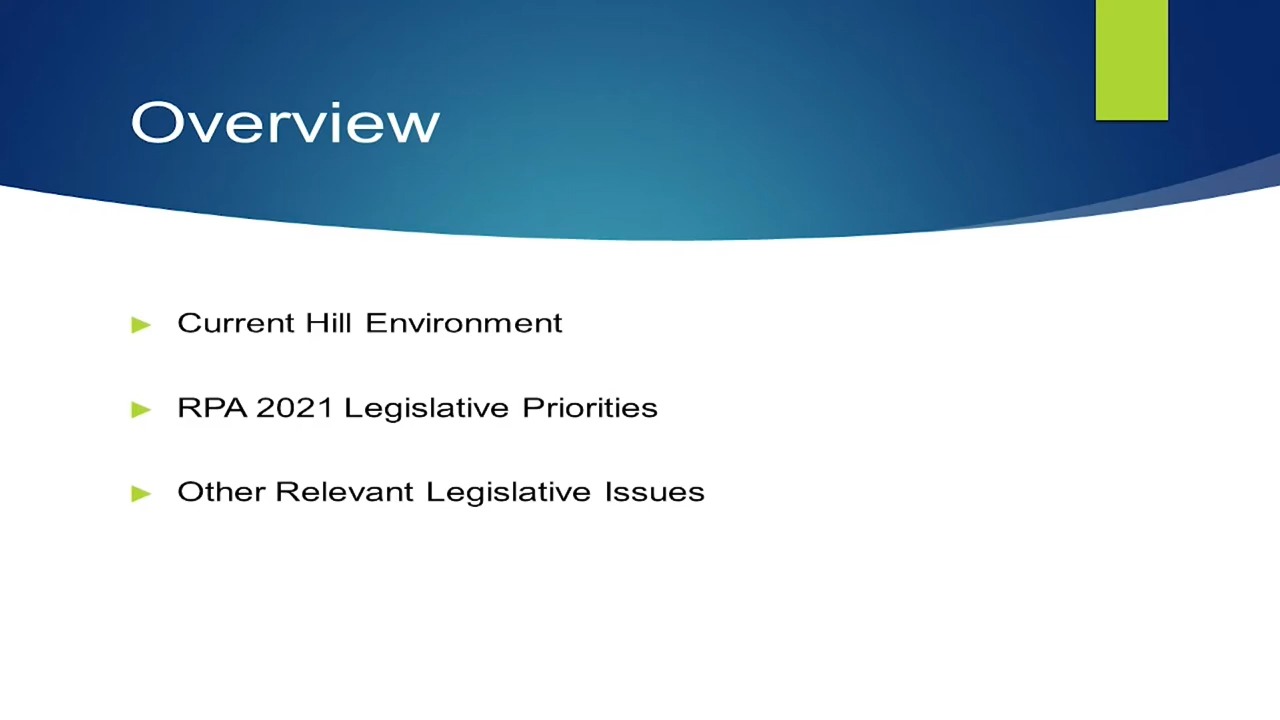 Overview
Current Hill Environment
RPA 2021 Legislative Priorities
Other Relevant Legislative Issues